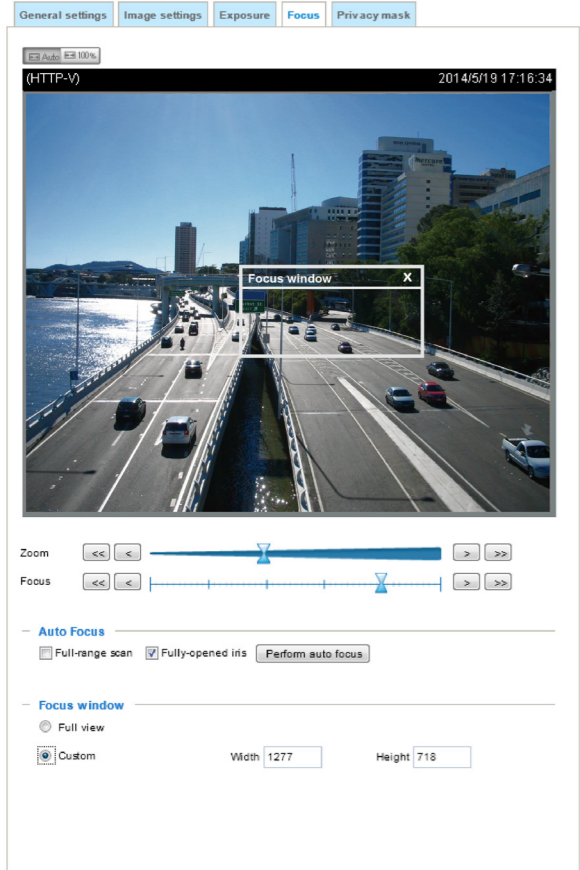 General settings Image settings Exposure Focus Privacy mask
Auto 100%
(HTTP-V) 2014/5/19 17:16:34
Mercure
Focus window X
Zoom << < > >>
Focus << < > >>
Auto Focus
Full-range scan Fully-opened iris Perform auto focus
Focus window
Full view
Custom Width 1277 Height 718